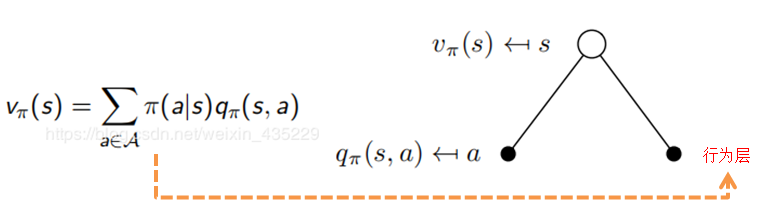 vπ(s) ↤ s
vπ(s) = ∑ π(a|s)qπ(s, a)
a∈𝒜
https://blog.csdn.net/weixin_435229
qπ(s, a) ↤ a
行为层